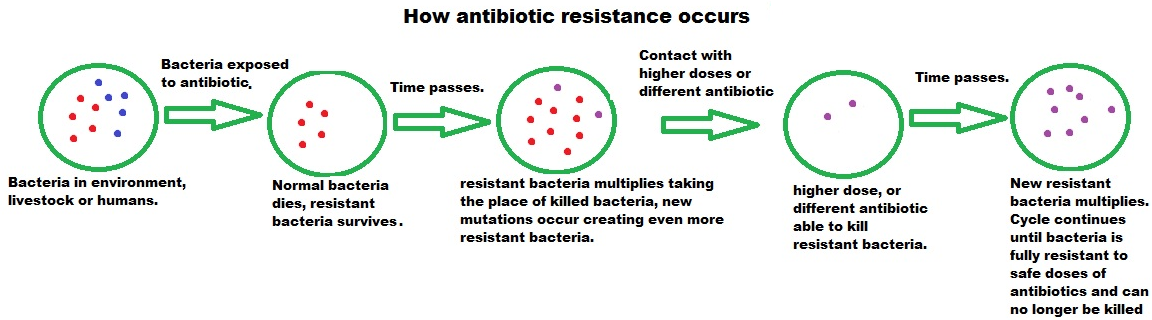 How antibiotic resistance occurs
Bacteria in environment,
livestock or humans.
Bacteria exposed
to antibiotic.
Normal bacteria
dies, resistant
bacteria survives.
Time passes.
resistant bacteria multiplies taking
the place of killed bacteria, new
mutations occur creating even more
resistant bacteria.
Contact with
higher doses or
different antibiotic
higher dose, or
different antibiotic
able to kill
resistant bacteria.
Time passes.
New resistant
bacteria multiplies.
Cycle continues
until bacteria is
fully resistant to
safe doses of
antibiotics and can
no longer be killed